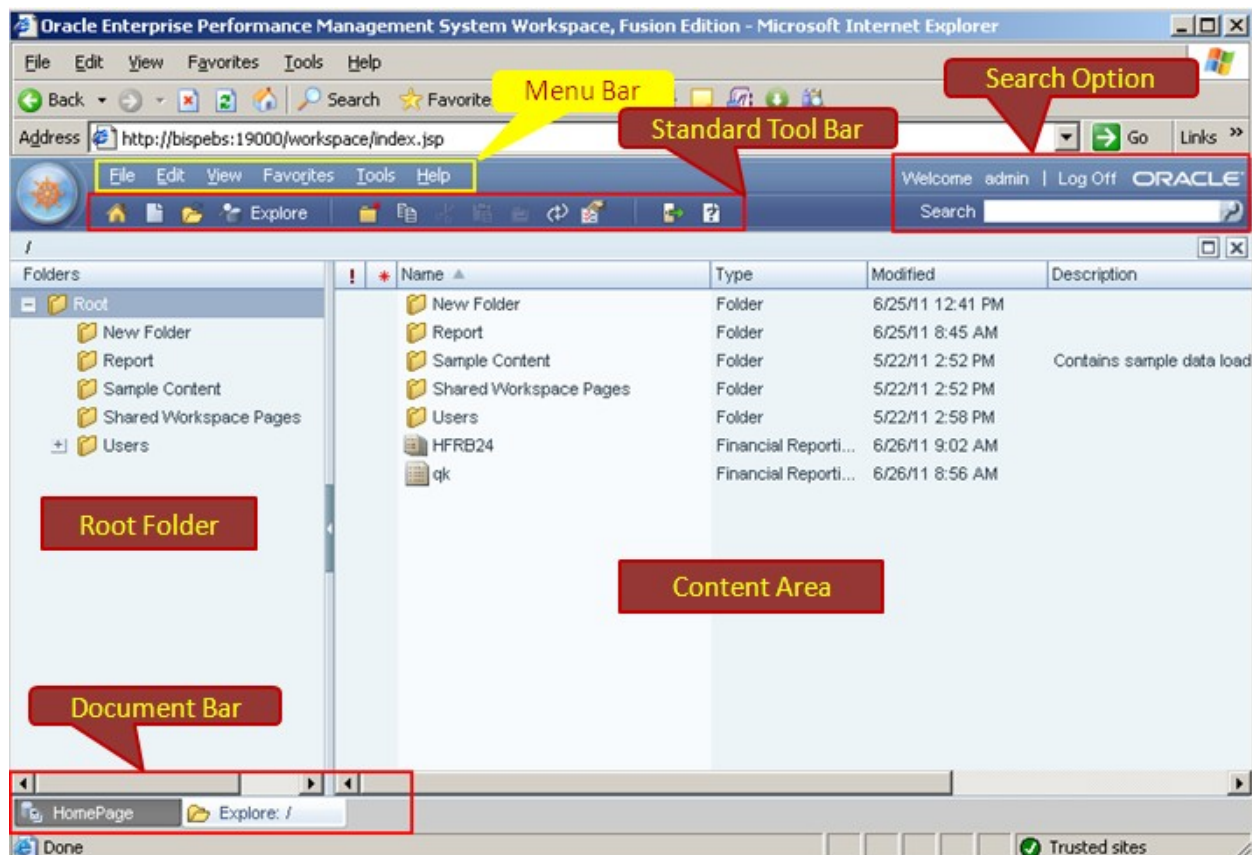 Oracle Enterprise Performance Management System Workspace, Fusion Edition - Microsoft Internet Explorer
File Edit View Favorites Tools Help
Search Option
Back Search Favorite
Menu Bar
Standard Tool Bar
Address http://bispebs:19000/workspace/index.jsp Go Links »
File Edit View Favorites Tools Help Welcome admin | Log Off ORACLE
Explore Search
/
Folders ! * Name Type Modified Description
Root New Folder Folder 6/25/11 12:41 PM
New Folder Report Folder 6/25/11 8:45 AM
Report Sample Content Folder 5/22/11 2:52 PM Contains sample data load
Sample Content Shared Workspace Pages Folder 5/22/11 2:52 PM
Shared Workspace Pages Users Folder 5/22/11 2:58 PM
Users HFRB24 Financial Reporti... 6/26/11 9:02 AM
qk Financial Reporti... 6/26/11 8:56 AM
Root Folder
Content Area
Document Bar
HomePage Explore: /
Done Trusted sites